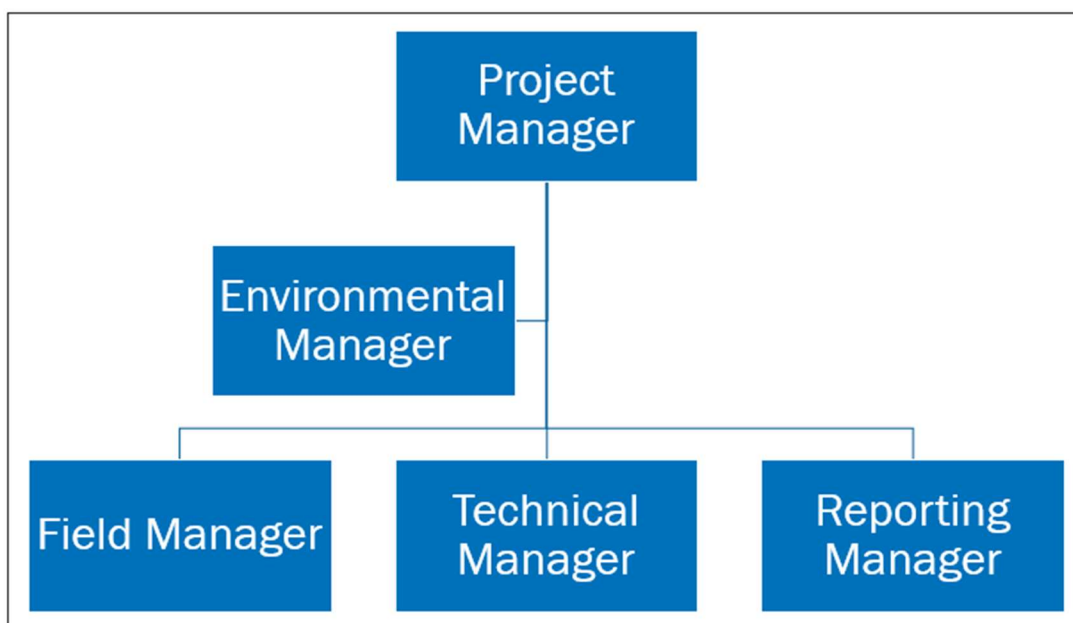 Project
Manager
Environmental
Manager
Field Manager
Technical
Manager
Reporting
Manager